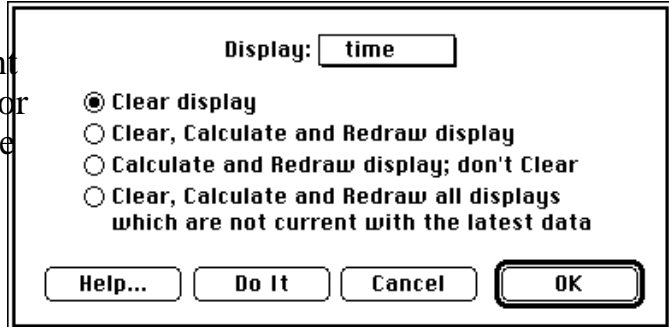 Display: time
Clear display
Clear, Calculate and Redraw display
Calculate and Redraw display; don't Clear
Clear, Calculate and Redraw all displays
which are not current with the latest data
Help... Do It Cancel OK